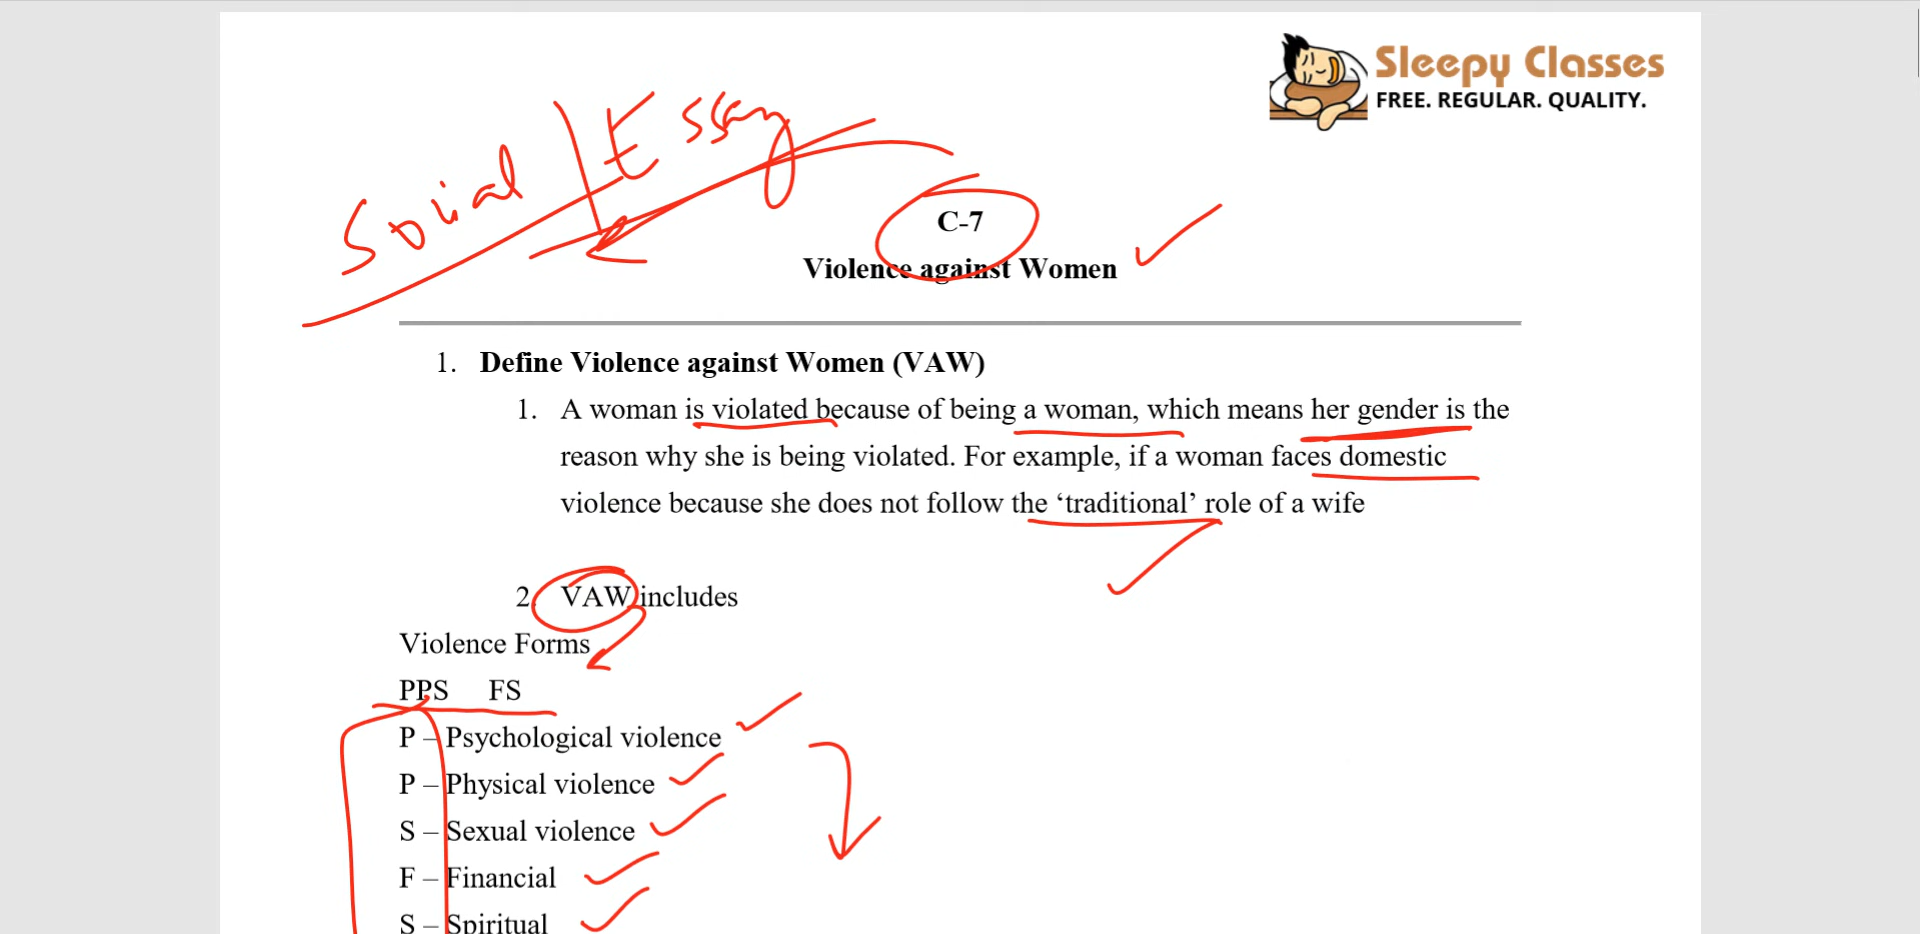 Sleepy Classes
FREE. REGULAR. QUALITY.
Social / Essay
C-7
Violence against Women
1. Define Violence against Women (VAW)
1. A woman is violated because of being a woman, which means her gender is the
reason why she is being violated. For example, if a woman faces domestic
violence because she does not follow the ‘traditional’ role of a wife
2. VAW includes
Violence Forms
PPS FS
P – Psychological violence
P – Physical violence
S – Sexual violence
F – Financial
S – Spiritual